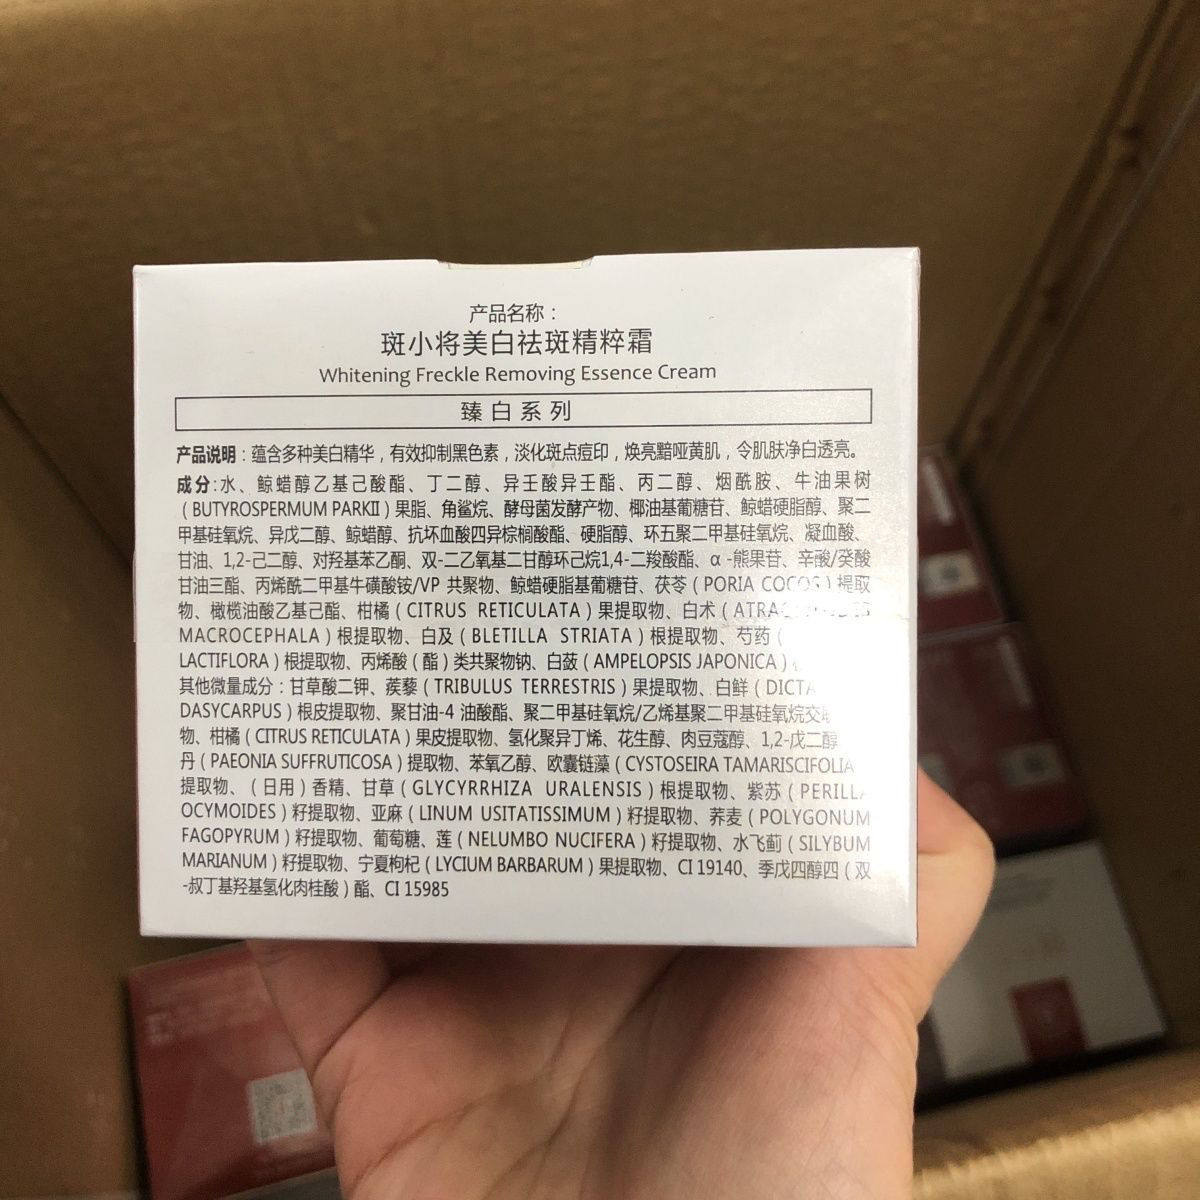 产品名称：
斑小将美白祛斑精粹霜
Whitening Freckle Removing Essence Cream
臻白系列
产品说明：蕴含多种美白精华，有效抑制黑色素，淡化斑点痘印，焕亮黯哑黄肌，令肌肤净白透亮。
成分：水、鲸蜡醇乙基己酸酯、丁二醇、异壬酸异壬酯、丙二醇、烟酰胺、牛油果树
（BUTYROSPERMUM PARKII）果脂、角鲨烷、酵母菌发酵产物、椰油基葡糖苷、鲸蜡硬脂醇、聚二
甲基硅氧烷、异戊二醇、鲸蜡醇、抗坏血酸四异棕榈酸酯、硬脂醇、环五聚二甲基硅氧烷、凝血酸、
甘油、1,2-己二醇、对羟基苯乙酮、双-二乙氧基二甘醇环己烷1,4-二羧酸酯、α-熊果苷、辛酸/癸酸
甘油三酯、丙烯酰二甲基牛磺酸铵/VP 共聚物、鲸蜡硬脂基葡糖苷、茯苓（PORIA COCOS）提取
物、橄榄油酸乙基己酯、柑橘（CITRUS RETICULATA）果提取物、白术（
MACROCEPHALA）根提取物、白及（BLETILLA STRIATA）根提取物、芍药（
LACTIFLORA）根提取物、丙烯酸（酯）类共聚物钠、白蔹（AMPELOPSIS JAPONICA）
其他微量成分：甘草酸二钾、蒺藜（TRIBULUS TERRESTRIS）果提取物、白鲜（
DASYCARPUS）根皮提取物、聚甘油-4 油酸酯、聚二甲基硅氧烷/乙烯基聚二甲基硅氧烷交
物、柑橘（CITRUS RETICULATA）果皮提取物、氢化聚异丁烯、花生醇、肉豆蔻醇、1,2-戊二醇
丹（PAEONIA SUFFRUTICOSA）提取物、苯氧乙醇、欧囊链藻（CYSTOSEIRA TAMARISCIFOLIA
提取物、（日用）香精、甘草（GLYCYRRHIZA URALENSIS）根提取物、紫苏（PERILLA
OCYMOIDES）籽提取物、亚麻（LINUM USITATISSIMUM）籽提取物、荞麦（POLYGONUM
FAGOPYRUM）籽提取物、葡萄糖、莲（NELUMBO NUCIFERA）籽提取物、水飞蓟（SILYBUM
MARIANUM）籽提取物、宁夏枸杞（LYCIUM BARBARUM）果提取物、CI 19140、季戊四醇四（双
-叔丁基羟基氢化肉桂酸）酯、CI 15985